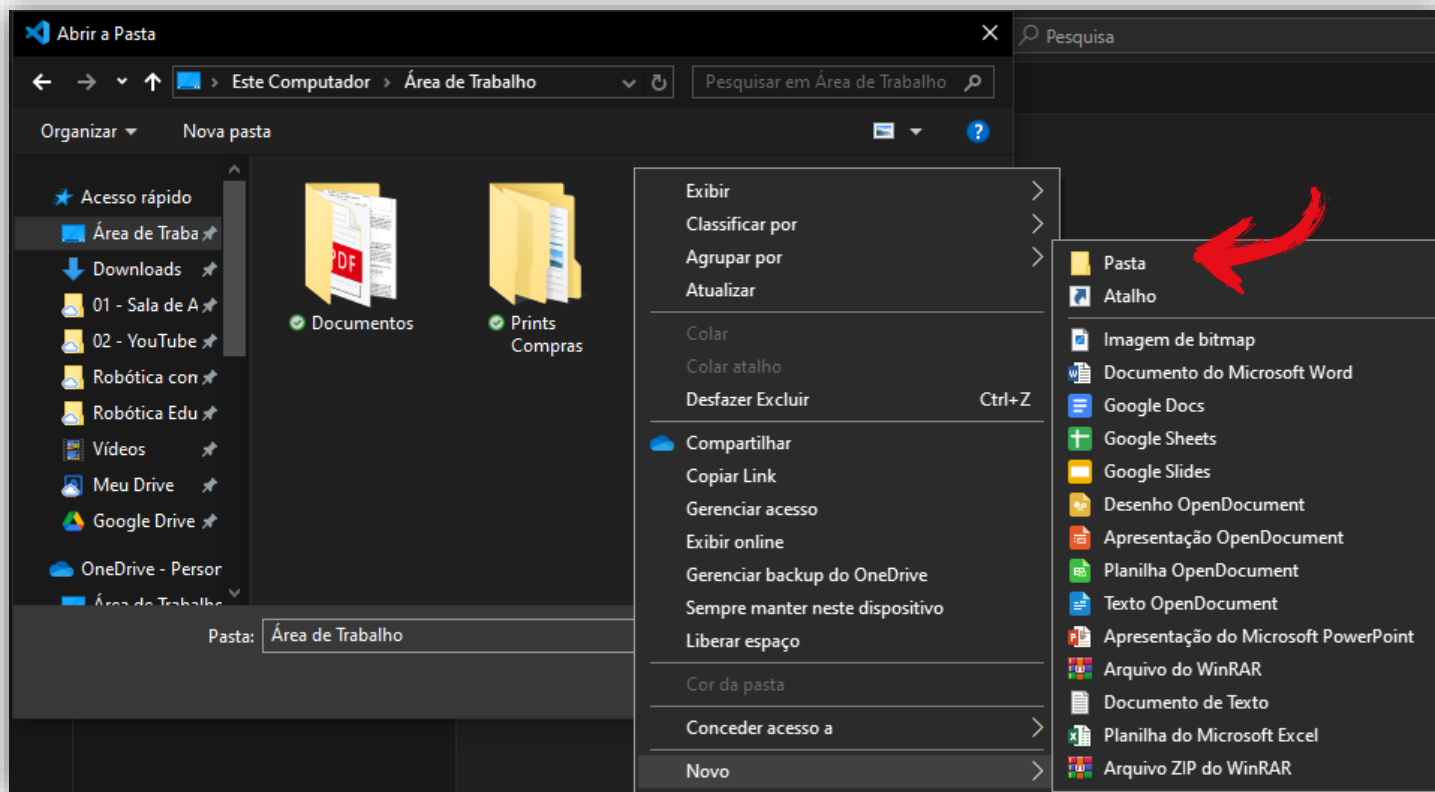 Abrir a Pasta
Pesquisa
Este Computador > Área de Trabalho
Pesquisar em Área de Trabalho
Organizar
Nova pasta
Acesso rápido
Área de Traba
Downloads
01 - Sala de A
02 - YouTube
Robótica con
Robótica Edu
Vídeos
Meu Drive
Google Drive
OneDrive - Person
Área de Trabalho
PDF
Documentos
Prints
Compras
Pasta:
Área de Trabalho
Exibir
Classificar por
Agrupar por
Atualizar
Colar
Colar atalho
Desfazer Excluir Ctrl+Z
Compartilhar
Copiar Link
Gerenciar acesso
Exibir online
Gerenciar backup do OneDrive
Sempre manter neste dispositivo
Liberar espaço
Cor da pasta
Conceder acesso a
Novo
Pasta
Atalho
Imagem de bitmap
Documento do Microsoft Word
Google Docs
Google Sheets
Google Slides
Desenho OpenDocument
Apresentação OpenDocument
Planilha OpenDocument
Texto OpenDocument
Apresentação do Microsoft PowerPoint
Arquivo do WinRAR
Documento de Texto
Planilha do Microsoft Excel
Arquivo ZIP do WinRAR